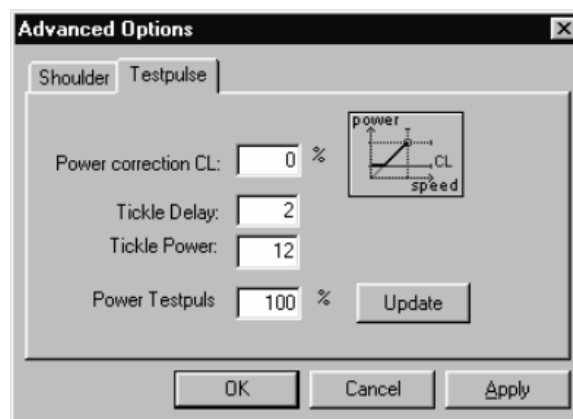 Advanced Options
Shoulder Testpulse
power
CL
speed
Power correction CL: 0 %
Tickle Delay: 2
Tickle Power: 12
Power Testpuls 100 % Update
OK Cancel Apply